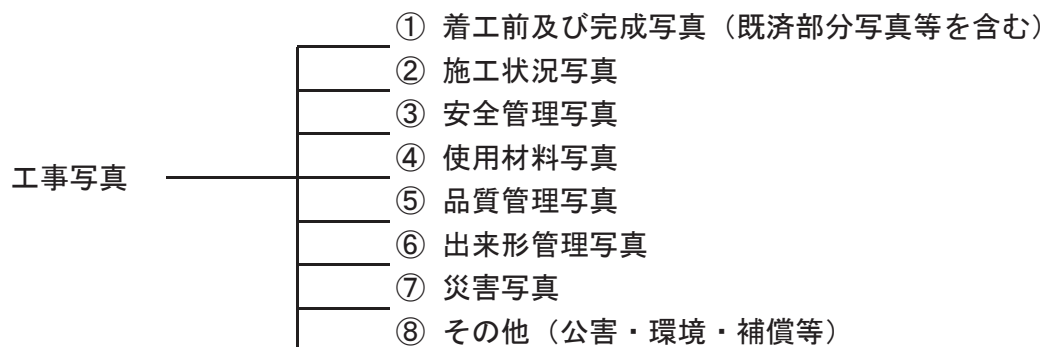 ① 着工前及び完成写真（既済部分写真等を含む）
② 施工状況写真
③ 安全管理写真
④ 使用材料写真
工事写真
⑤ 品質管理写真
⑥ 出来形管理写真
⑦ 災害写真
⑧ その他（公害・環境・補償等）